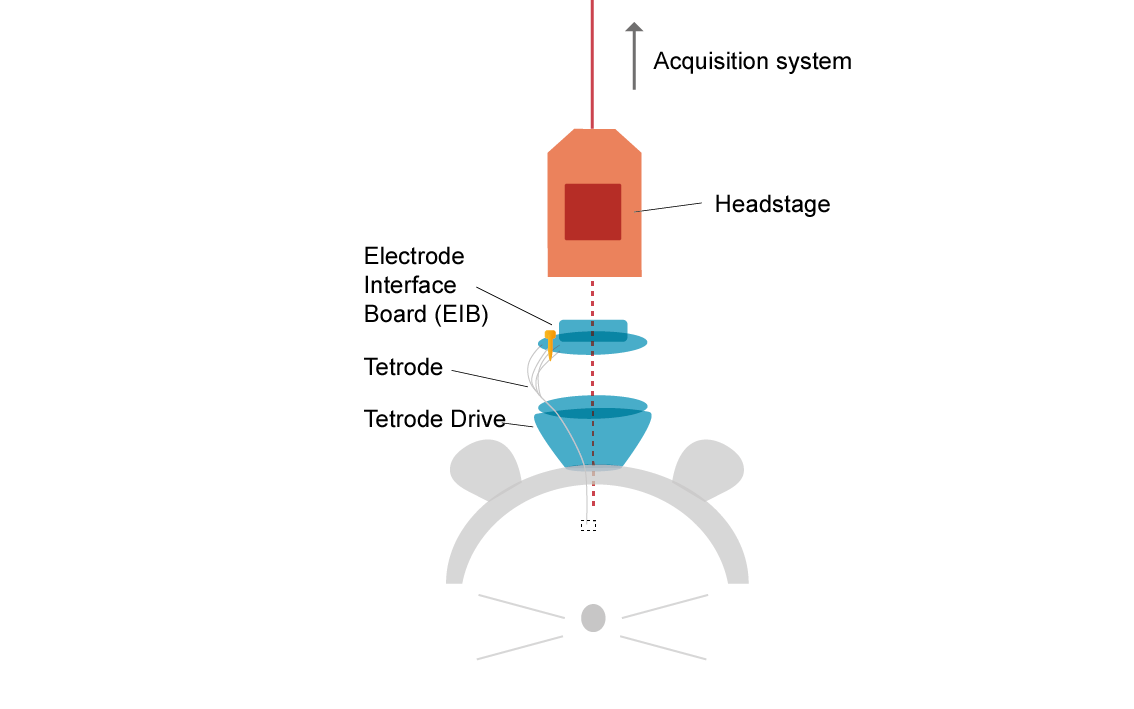 Acquisition system
Headstage
Electrode
Interface
Board (EIB)
Tetrode
Tetrode Drive